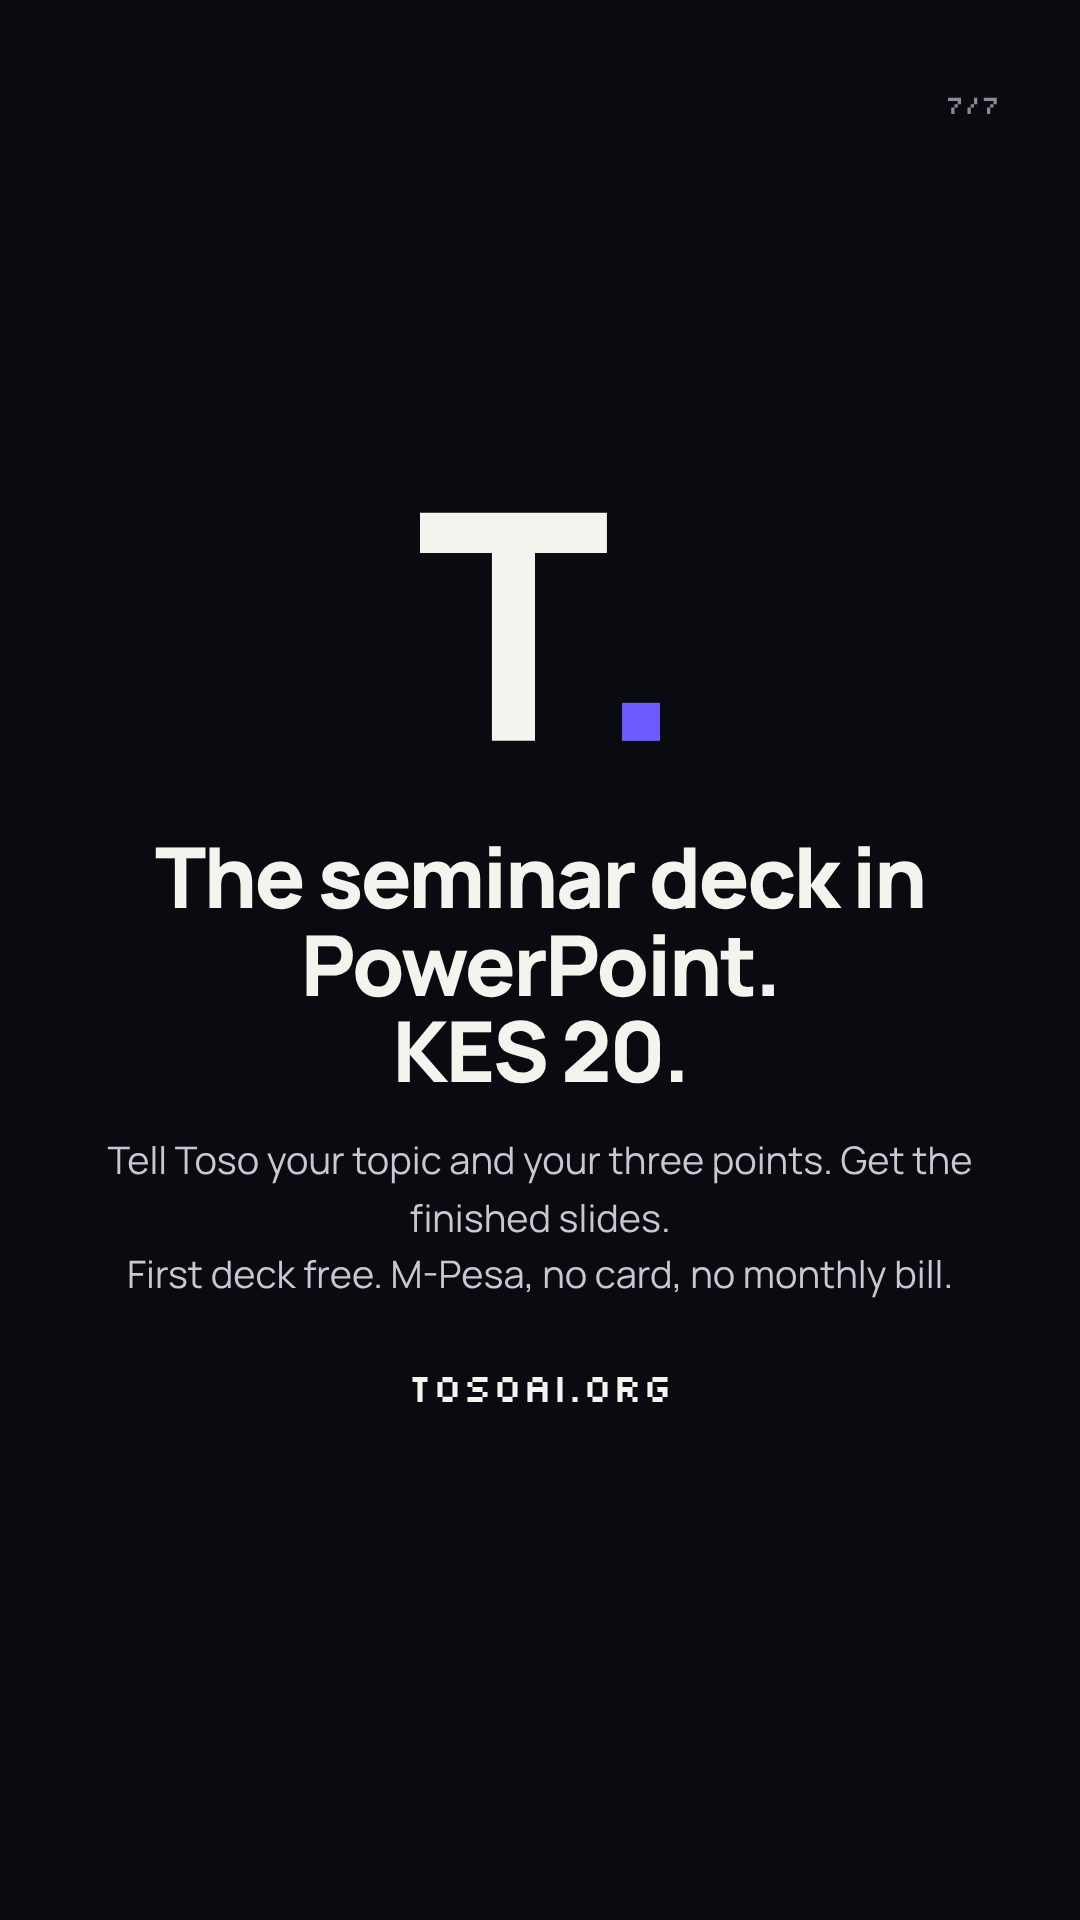 7/7
T.
The seminar deck in
PowerPoint.
KES 20.
Tell Toso your topic and your three points. Get the
finished slides.
First deck free. M-Pesa, no card, no monthly bill.
TOSOAI.ORG